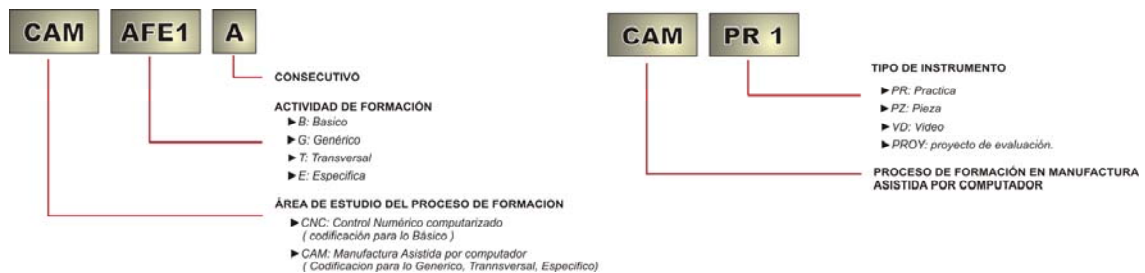 CAM AFE1 A
CONSECUTIVO
ACTIVIDAD DE FORMACIÓN
►B: Basico
►G: Genérico
►T: Transversal
►E: Especifica
ÁREA DE ESTUDIO DEL PROCESO DE FORMACION
►CNC: Control Numérico computarizado
( codificación para lo Básico )
►CAM: Manufactura Asistida por computador
( Codificacion para lo Generico, Trannsversal, Especifico)
CAM PR 1
TIPO DE INSTRUMENTO
►PR: Practica
►PZ: Pieza
►VD: Video
►PROY: proyecto de evaluación.
PROCESO DE FORMACIÓN EN MANUFACTURA
ASISTIDA POR COMPUTADOR